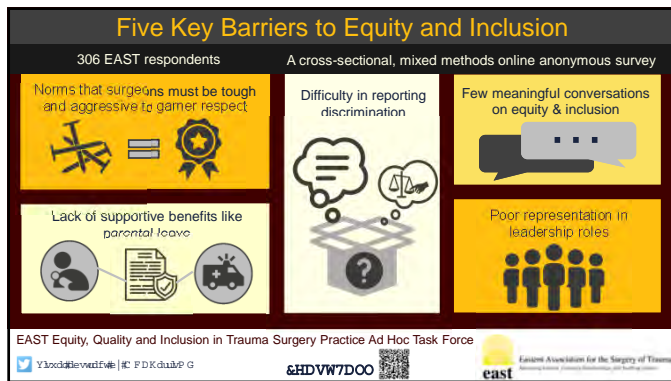 Five Key Barriers to Equity and Inclusion
306 EAST respondents
A cross-sectional, mixed methods online anonymous survey
Norms that surgeons must be tough
and aggressive to garner respect
Difficulty in reporting
discrimination
Few meaningful conversations
on equity & inclusion
Lack of supportive benefits like
parental leave
Poor representation in
leadership roles
EAST Equity, Quality and Inclusion in Trauma Surgery Practice Ad Hoc Task Force
&HDVW7DOO
east
Eastern Association for the Surgery of Trauma